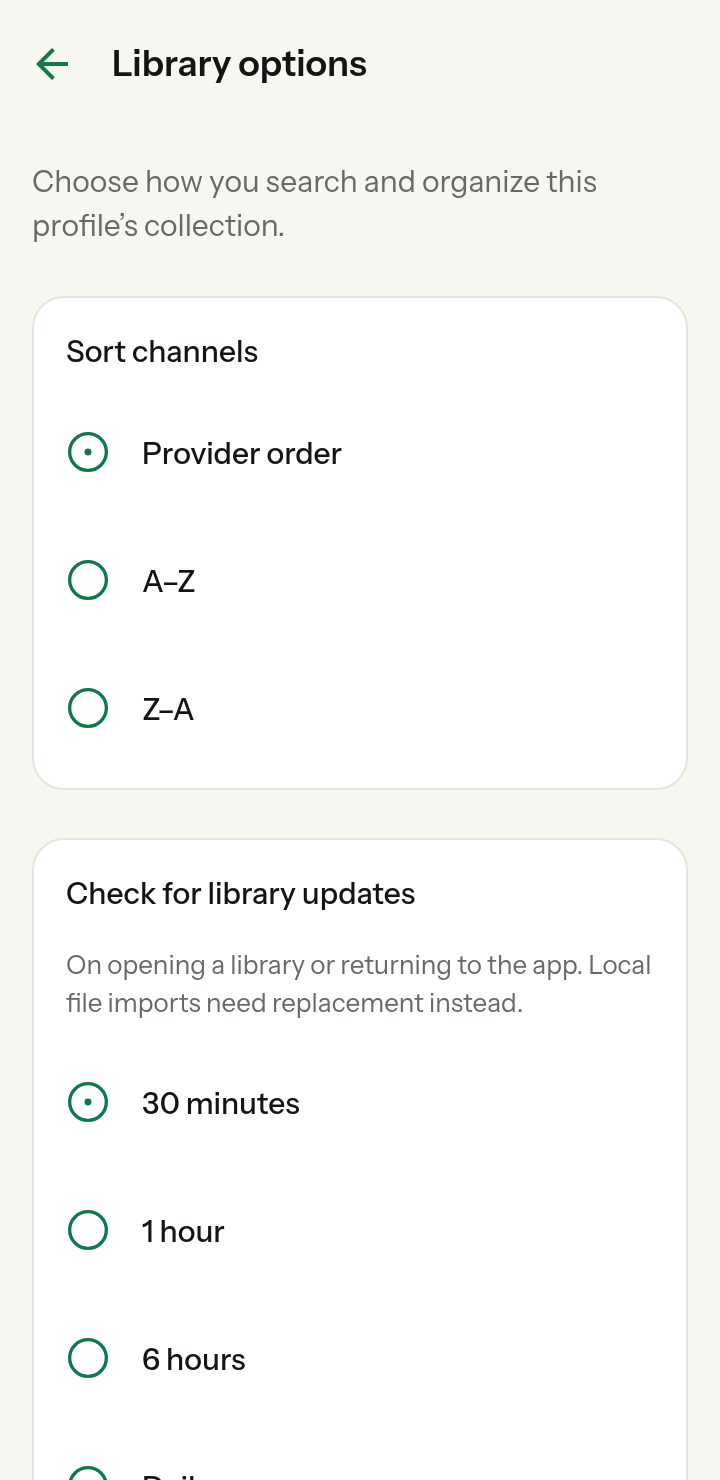 Library options
Choose how you search and organize this
profile’s collection.
Sort channels
Provider order
A–Z
Z–A
Check for library updates
On opening a library or returning to the app. Local
file imports need replacement instead.
30 minutes
1 hour
6 hours